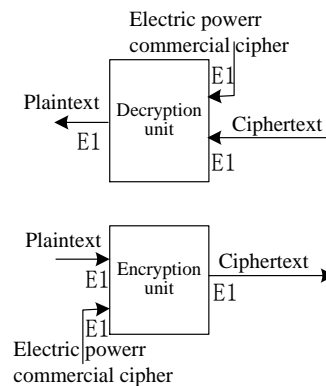 Electric powerr
commercial cipher
E1
Plaintext
Decryption
unit
Ciphertext
E1
E1
Plaintext
Encryption
unit
Ciphertext
E1
E1
E1
Electric powerr
commercial cipher